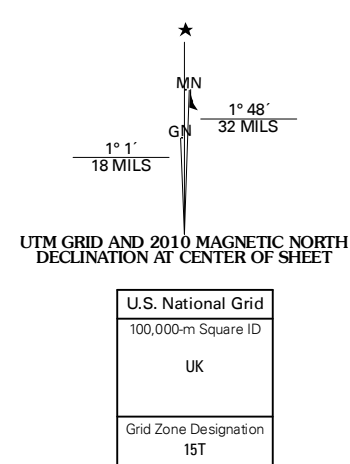 MN
1° 48´
32 MILS
GN
1° 1´
18 MILS
UTM GRID AND 2010 MAGNETIC NORTH
DECLINATION AT CENTER OF SHEET
U.S. National Grid
100,000-m Square ID
UK
Grid Zone Designation
15T